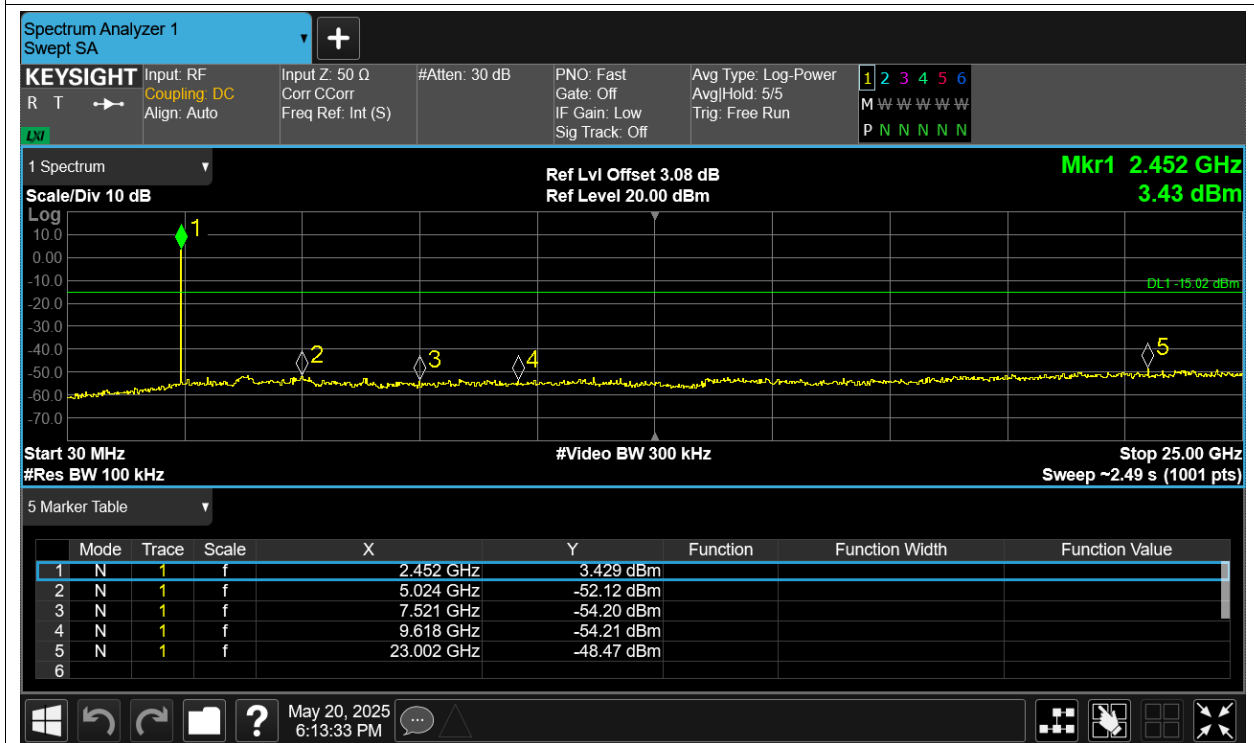 Spectrum Analyzer 1
Swept SA
+
KEYSIGHT Input: RF Input Z: 50 Ω #Atten: 30 dB PNO: Fast Avg Type: Log-Power 1 2 3 4 5 6
R T Coupling: DC Corr CCorr Gate: Off Avg|Hold: 5/5 M W W W W W
Align: Auto Freq Ref: Int (S) IF Gain: Low Trig: Free Run
LXI Sig Track: Off P N N N N N
1 Spectrum Ref Lvl Offset 3.08 dB Mkr1 2.452 GHz
Scale/Div 10 dB Ref Level 20.00 dBm 3.43 dBm
Log
1
10.0
0.00
-10.0 DL1 -15.02 dBm
-20.0
-30.0
-40.0 2 3 4 5
-50.0
-60.0
-70.0
Start 30 MHz #Video BW 300 kHz Stop 25.00 GHz
#Res BW 100 kHz Sweep ~2.49 s (1001 pts)
5 Marker Table
Mode Trace Scale X Y Function Function Width Function Value
1 N 1 f 2.452 GHz 3.429 dBm
2 N 1 f 5.024 GHz -52.12 dBm
3 N 1 f 7.521 GHz -54.20 dBm
4 N 1 f 9.618 GHz -54.21 dBm
5 N 1 f 23.002 GHz -48.47 dBm
6
? May 20, 2025
6:13:33 PM